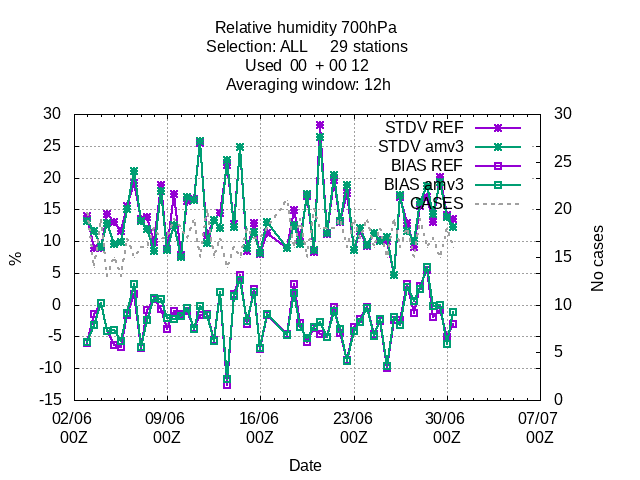 Relative humidity 700hPa
Selection: ALL 29 stations
Used 00 + 00 12
Averaging window: 12h
30
25
20
15
10
5
0
-5
-10
-15
%
30
25
20
15
10
5
0
No cases
STDV REF
STDV amv3
BIAS REF
BIAS amv3
CASES
02/06 09/06 16/06 23/06 30/06 07/07
00Z 00Z 00Z 00Z 00Z 00Z
Date